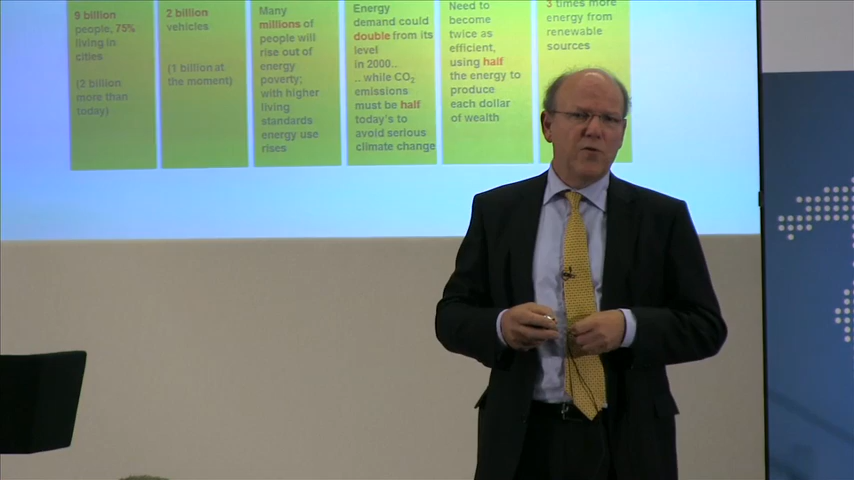 9 billion
people, 75%
living in
cities
(2 billion
more than
today)
2 billion
vehicles
(1 billion at
the moment)
Many
millions of
people will
rise out of
energy
poverty;
with higher
living
standards
energy use
rises
Energy
demand could
double from its
level
in 2000..
.. while CO2
emissions
must be half
today's to
avoid serious
climate change
Need to
become
twice as
efficient,
using half
the energy to
produce
each dollar
of wealth
3 times more
energy from
renewable
sources